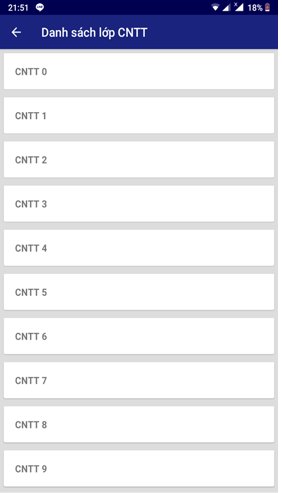 21:51
18%
Danh sách lớp CNTT
CNTT 0
CNTT 1
CNTT 2
CNTT 3
CNTT 4
CNTT 5
CNTT 6
CNTT 7
CNTT 8
CNTT 9